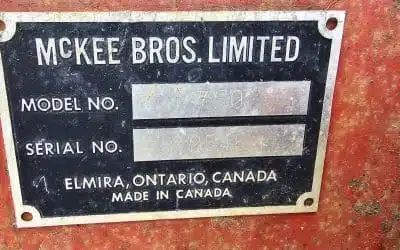 McKEE BROS. LIMITED
MODEL NO.
SERIAL NO.
ELMIRA, ONTARIO, CANADA
MADE IN CANADA